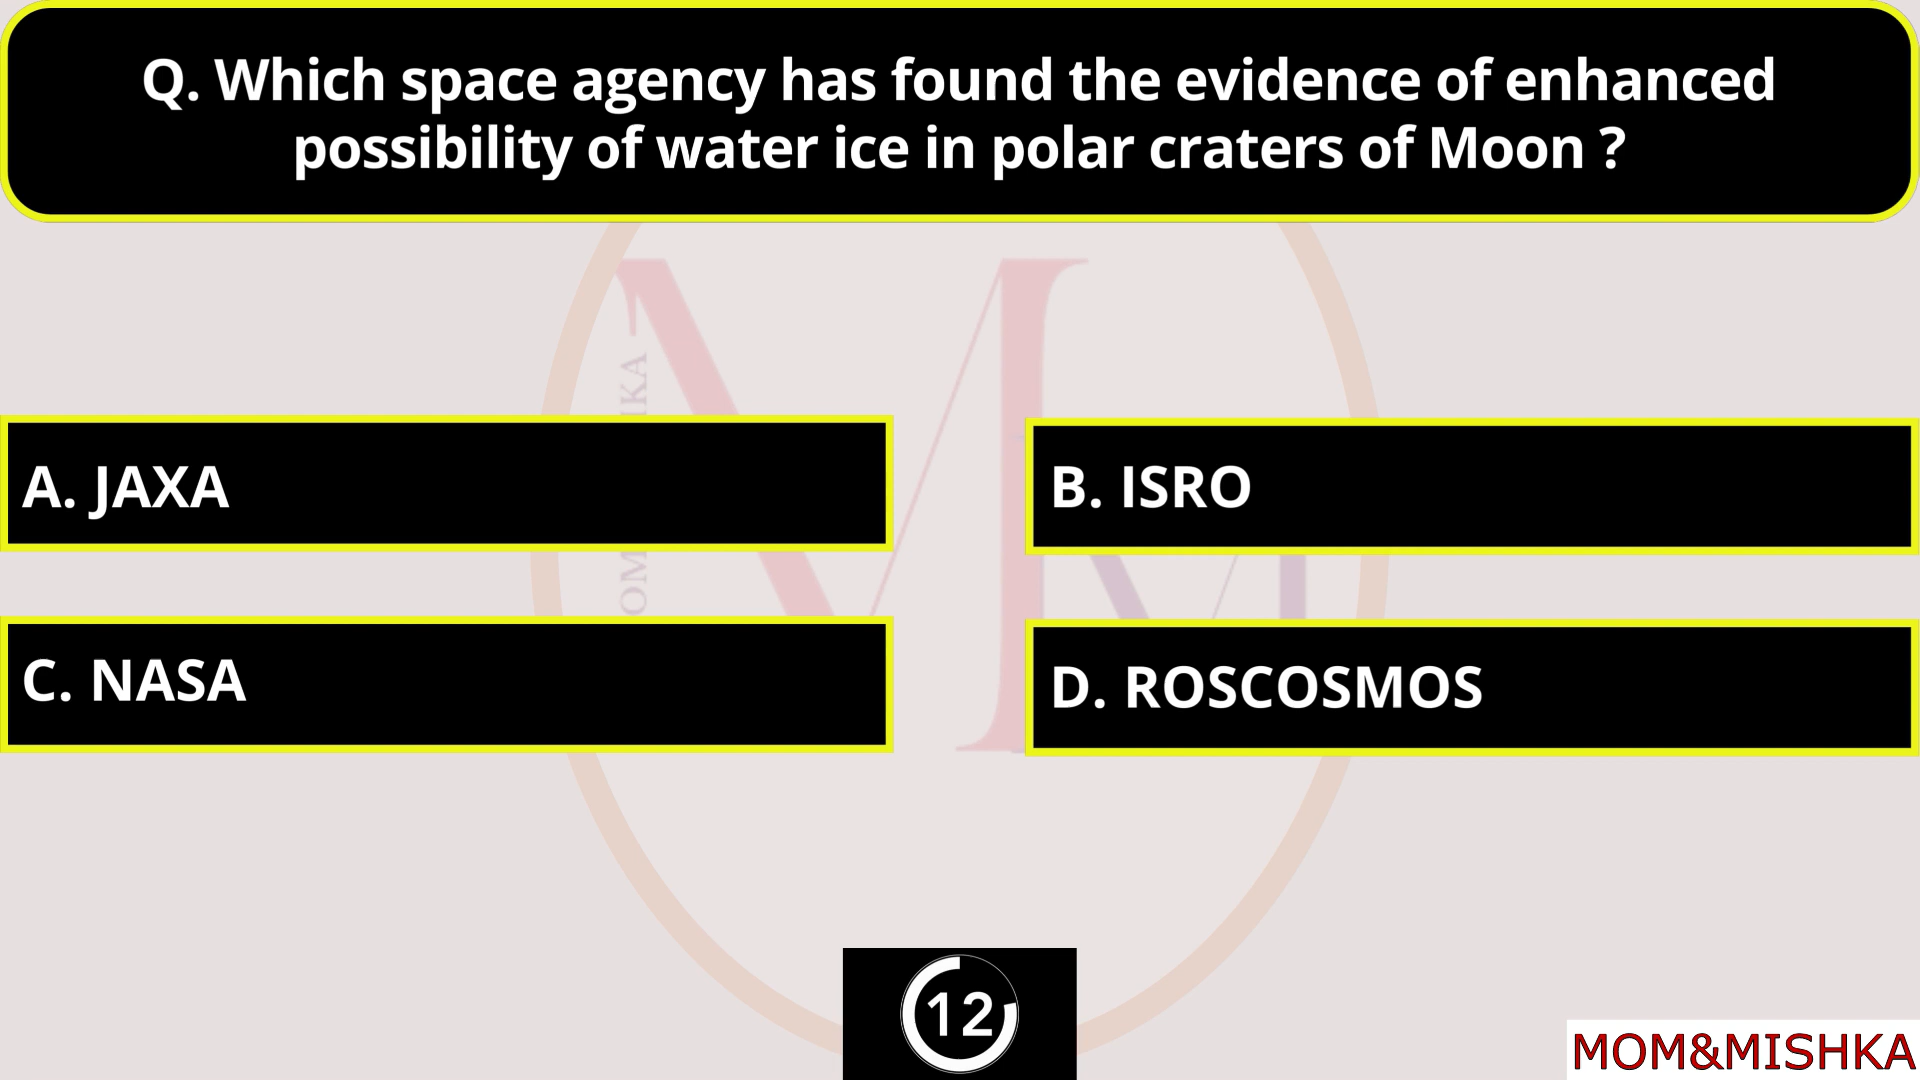 Q. Which space agency has found the evidence of enhanced
possibility of water ice in polar craters of Moon ?
A. JAXA
B. ISRO
C. NASA
D. ROSCOSMOS
12
MOM&MISHKA